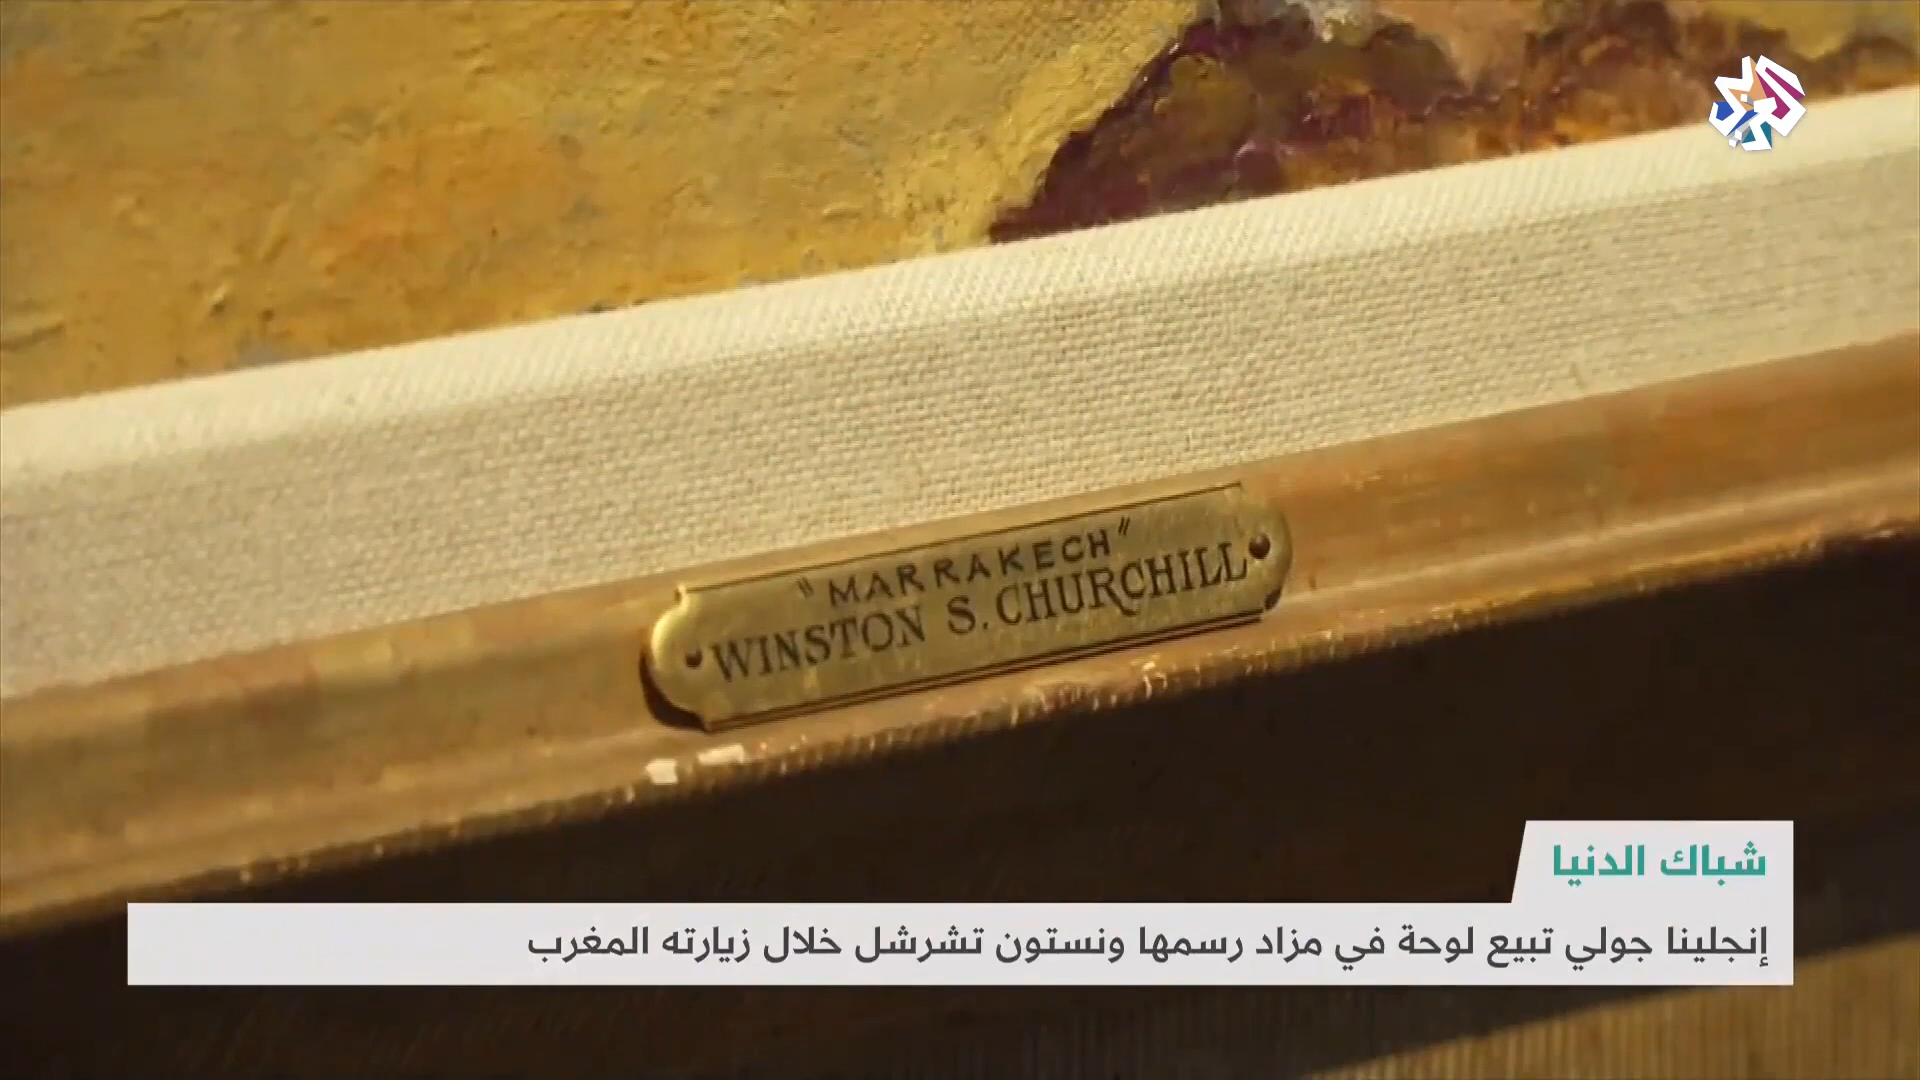 "MARRAKECH"
WINSTON S. CHURCHILL
شباك الدنيا
إنجلينا جولي تبيع لوحة في مزاد رسمها ونستون تشرشل خلال زيارته المغرب